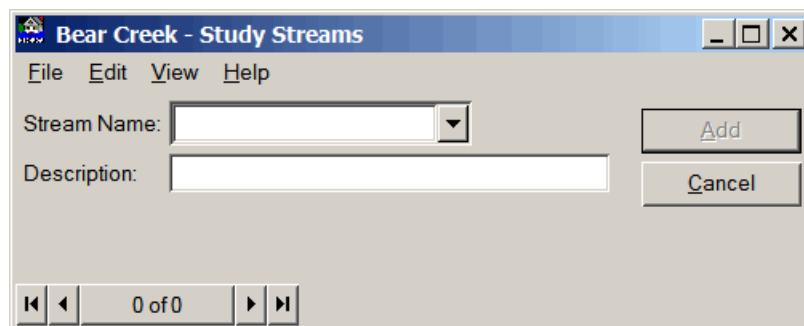 Bear Creek - Study Streams
File Edit View Help
Stream Name:
Add
Description:
Cancel
0 of 0